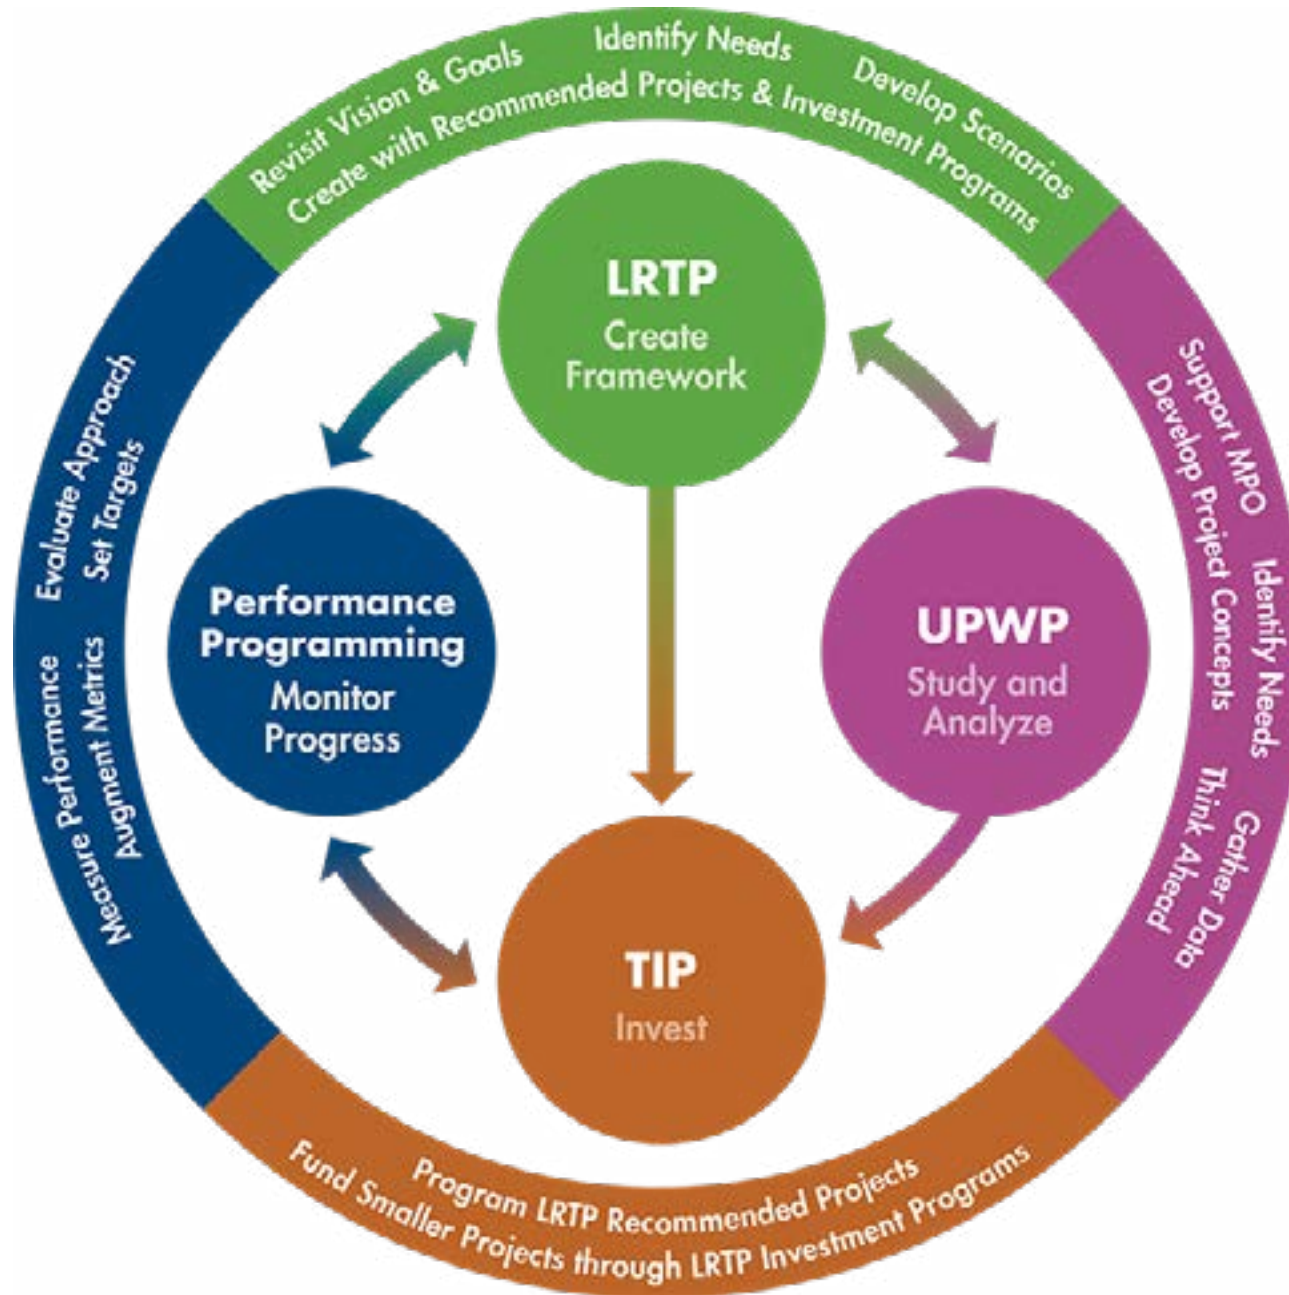 Revisit Vision & Goals
Identify Needs
Develop Scenarios
Create with Recommended Projects & Investment Programs
LRTP
Create
Framework
Evaluate Approach
Set Targets
Measure Performance
Augment Metrics
Performance
Programming
Monitor
Progress
UPWP
Study and
Analyze
Support MPO
Develop Project Concepts
Identify Needs
Gather Data
Think Ahead
TIP
Invest
Program LRTP Recommended Projects
Fund Smaller Projects through LRTP Investment Programs